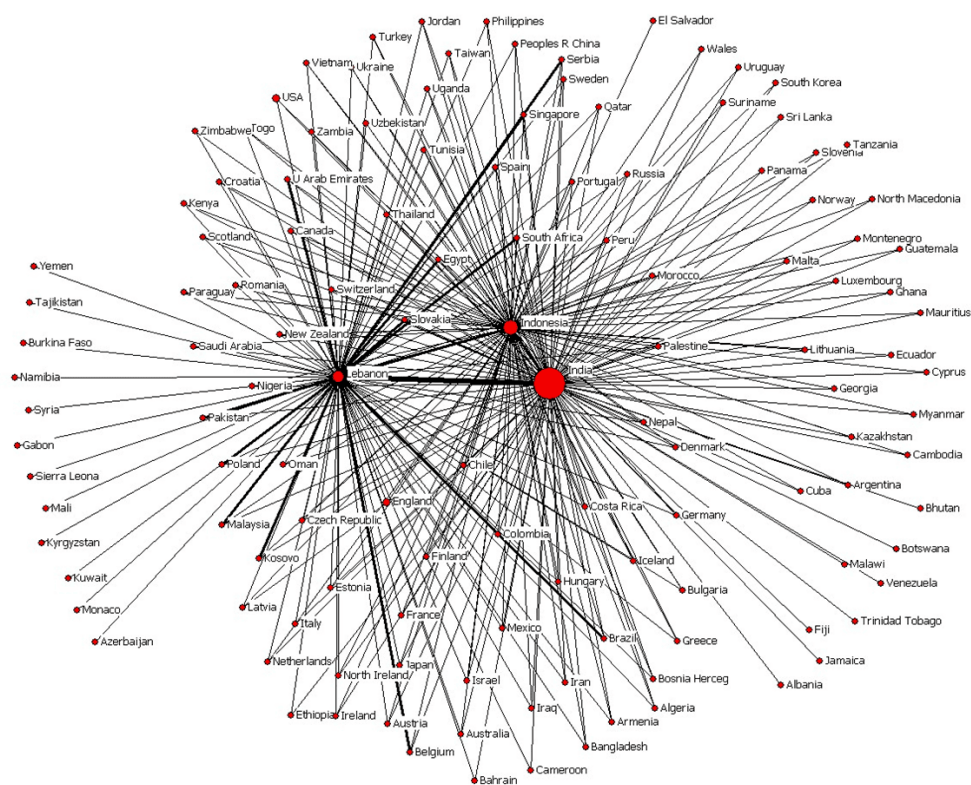 Jordan
Philippines
El Salvador
Turkey
Peoples R China
Wales
Taiwan
Serbia
Vietnam
Ukraine
Uruguay
Sweden
South Korea
Uganda
USA
Suriname
Qatar
Singapore
Sri Lanka
Uzbekistan
Zimbabwe
Togo
Zambia
Tanzania
Tunisia
Slovenia
Spain
Panama
Russia
U Arab Emirates
Croatia
Portugal
Norway
North Macedonia
Kenya
Thailand
Canada
Scotland
South Africa
Peru
Montenegro
Guatemala
Egypt
Malta
Yemen
Morocco
Luxembourg
Romania
Switzerland
Paraguay
Ghana
Tajikistan
Mauritius
Slovakia
Indonesia
New Zealand
Burkina Faso
Saudi Arabia
Palestine
Lithuania
Ecuador
India
Cyprus
Lebanon
Namibia
Nigeria
Georgia
Syria
Myanmar
Pakistan
Nepal
Kazakhstan
Gabon
Denmark
Cambodia
Poland
Oman
Chile
Sierra Leona
Argentina
Cuba
England
Costa Rica
Mali
Bhutan
Germany
Czech Republic
Malaysia
Colombia
Kyrgyzstan
Botswana
Finland
Kosovo
Iceland
Malawi
Kuwait
Hungary
Venezuela
Estonia
Bulgaria
Latvia
Monaco
France
Trinidad Tobago
Italy
Mexico
Fiji
Brazil
Greece
Azerbaijan
Netherlands
Japan
Jamaica
North Ireland
Israel
Iran
Bosnia Herceg
Albania
Iraq
Algeria
Ethiopia
Ireland
Austria
Armenia
Australia
Bangladesh
Belgium
Cameroon
Bahrain